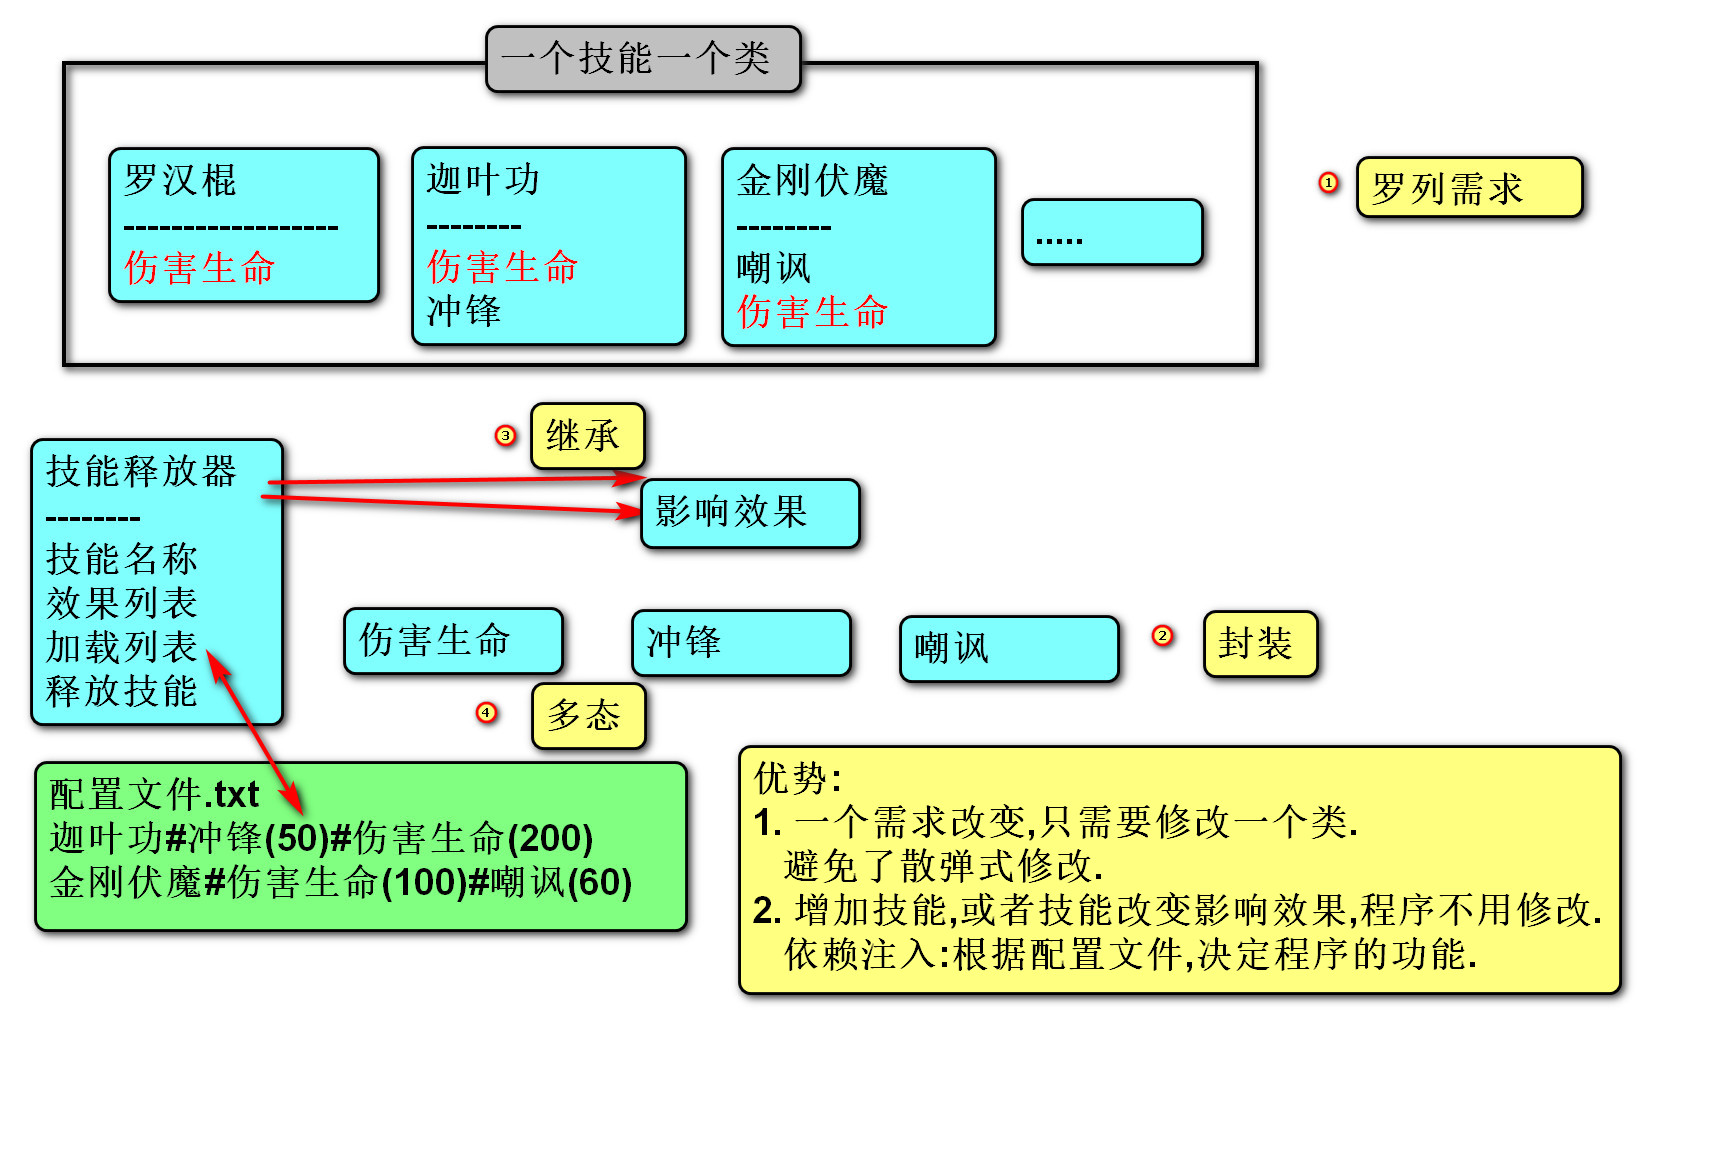 一个技能一个类
罗汉棍
------------------
伤害生命
迦叶功
--------
伤害生命
冲锋
金刚伏魔
--------
嘲讽
伤害生命
.....
1
罗列需求
3
继承
技能释放器
--------
技能名称
效果列表
加载列表
释放技能
影响效果
伤害生命
冲锋
嘲讽
2
封装
4
多态
配置文件.txt
迦叶功#冲锋(50)#伤害生命(200)
金刚伏魔#伤害生命(100)#嘲讽(60)
优势:
1. 一个需求改变,只需要修改一个类.
避免了散弹式修改.
2. 增加技能,或者技能改变影响效果,程序不用修改.
依赖注入:根据配置文件,决定程序的功能.